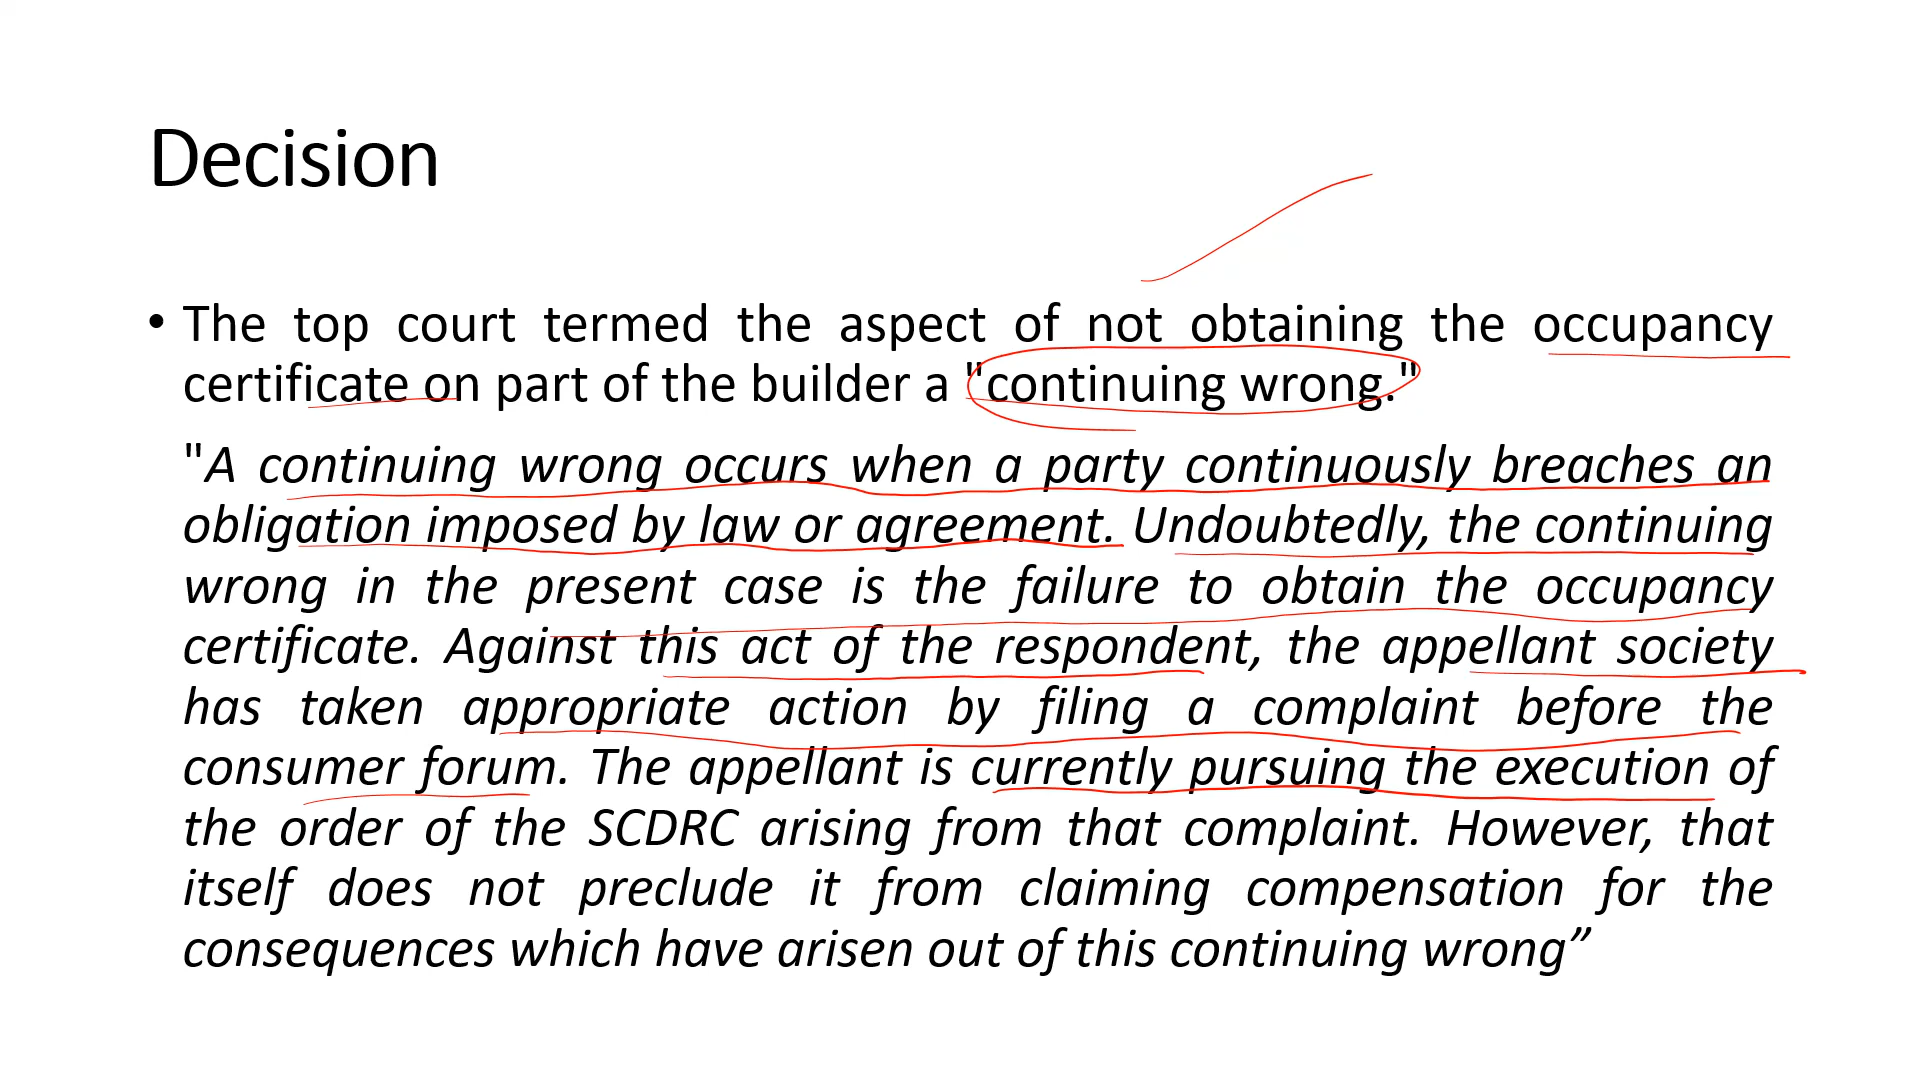 Decision
• The top court termed the aspect of not obtaining the occupancy
certificate on part of the builder a "continuing wrong."
"A continuing wrong occurs when a party continuously breaches an
obligation imposed by law or agreement. Undoubtedly, the continuing
wrong in the present case is the failure to obtain the occupancy
certificate. Against this act of the respondent, the appellant society
has taken appropriate action by filing a complaint before the
consumer forum. The appellant is currently pursuing the execution of
the order of the SCDRC arising from that complaint. However, that
itself does not preclude it from claiming compensation for the
consequences which have arisen out of this continuing wrong”